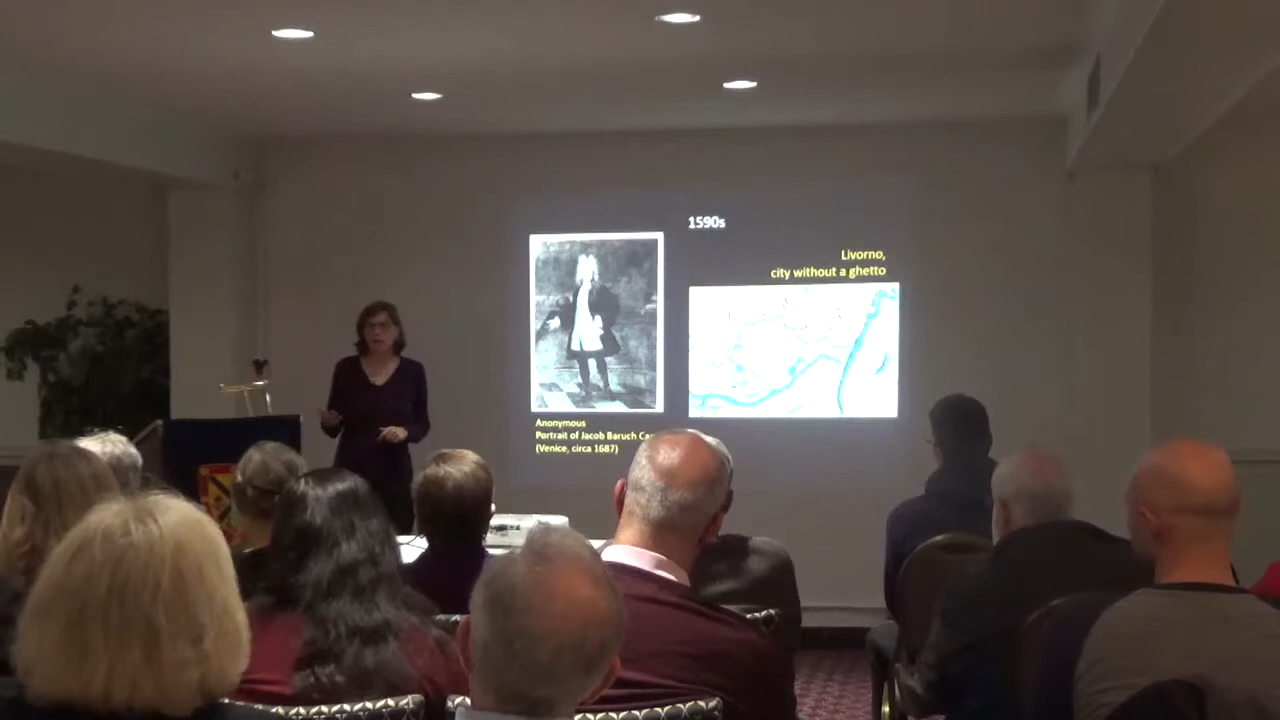 1590s
Livorno,
city without a ghetto
Anonymous
Portrait of Jacob Baruch
(Venice, circa 1687)